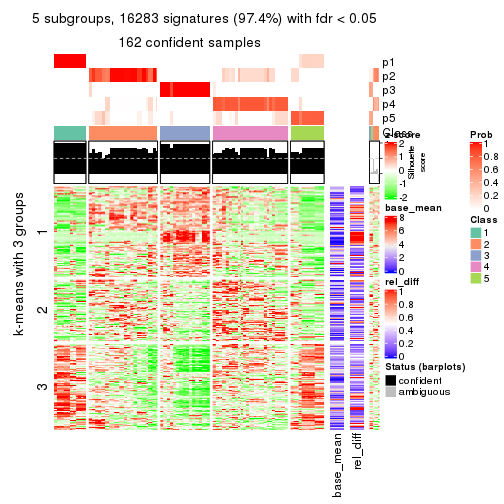 5 subgroups, 16283 signatures (97.4%) with fdr < 0.05
162 confident samples
p1
p2
p3
p4
p5
Class
k-means with 3 groups
1
2
3
base_mean
rel_diff
Silhouette
score
z-score
2
1
0
-1
-2
base_mean
8
6
4
2
0
rel_diff
1
0.8
0.6
0.4
0.2
0
Status (barplots)
confident
ambiguous
Prob
1
0.8
0.6
0.4
0.2
0
Class
1
2
3
4
5